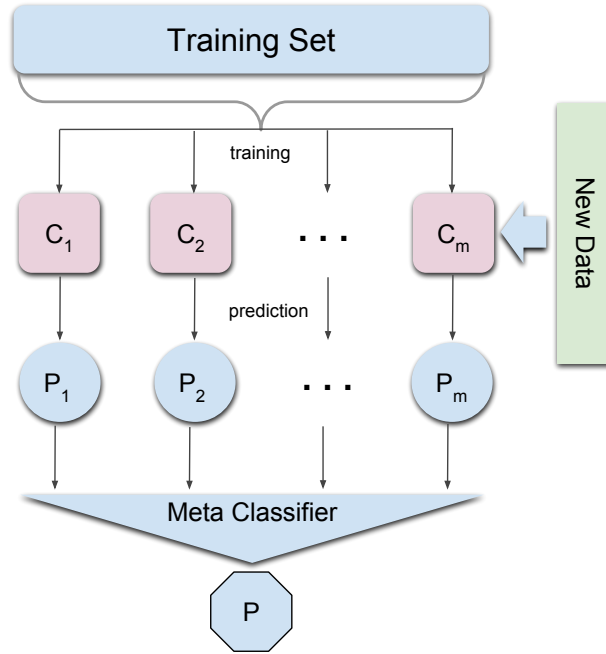 Training Set
training
C1 C2 . . . Cm
New Data
prediction
P1 P2 . . . Pm
Meta Classifier
P